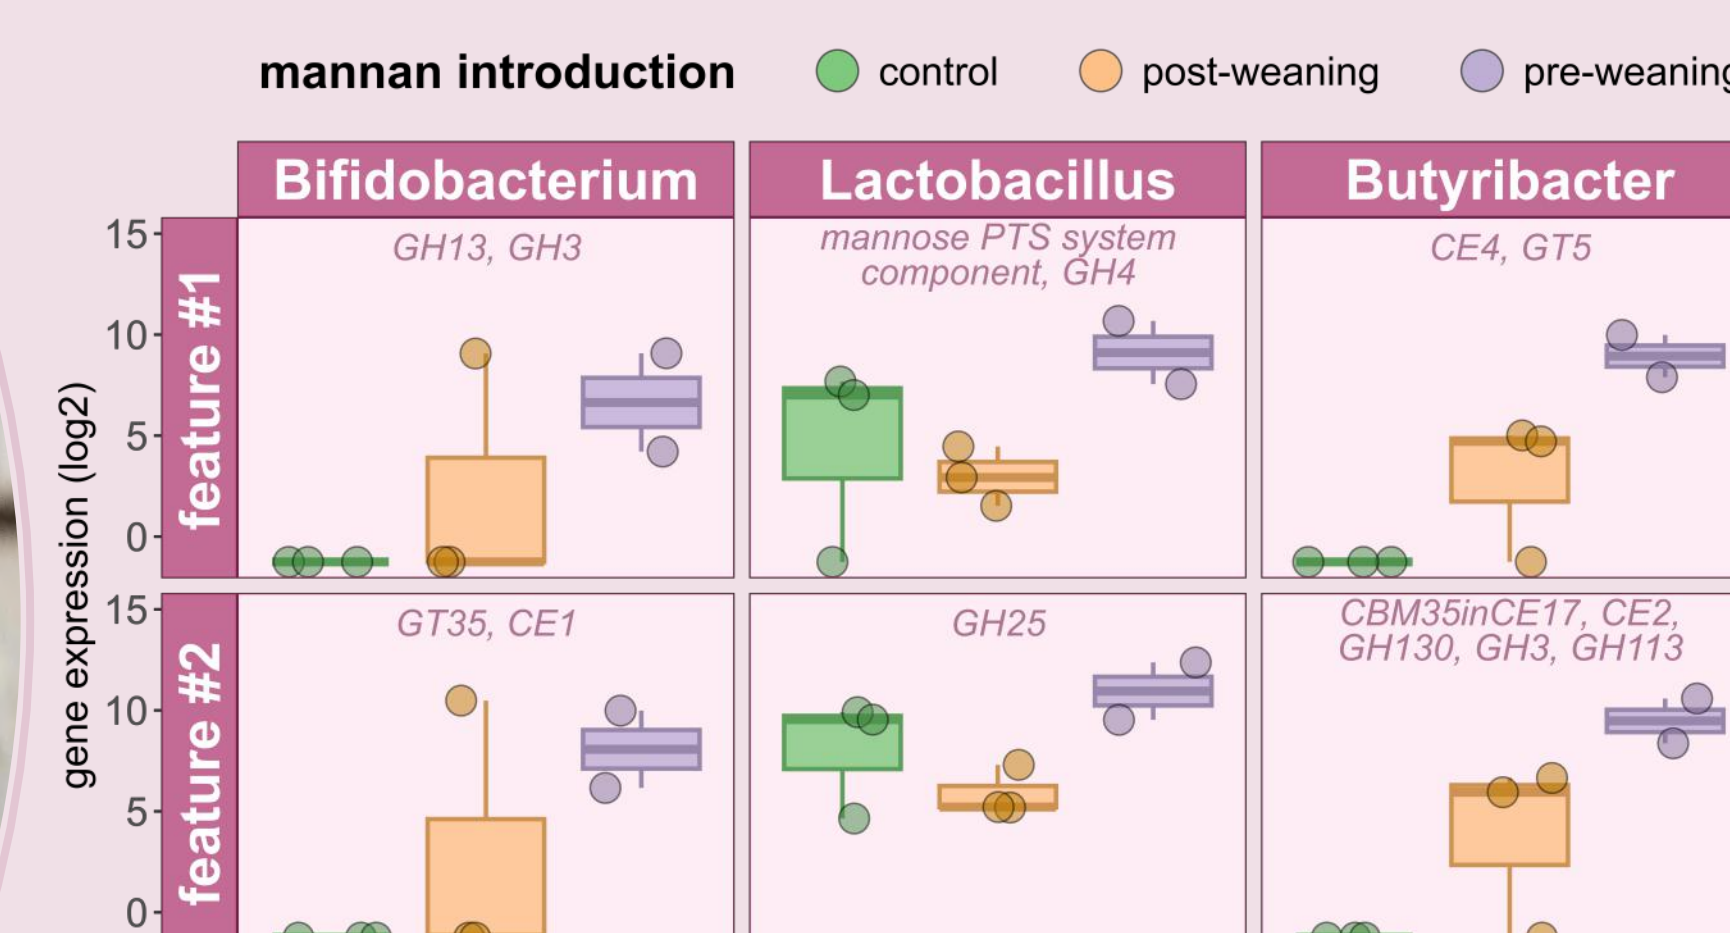 mannan introduction control post-weaning pre-weaning
Bifidobacterium Lactobacillus Butyribacter
gene expression (log2)
feature #1
15
10
5
0
GH13, GH3
mannose PTS system
component, GH4
CE4, GT5
feature #2
15
10
5
0
GT35, CE1
GH25
CBM35inCE17, CE2,
GH130, GH3, GH113